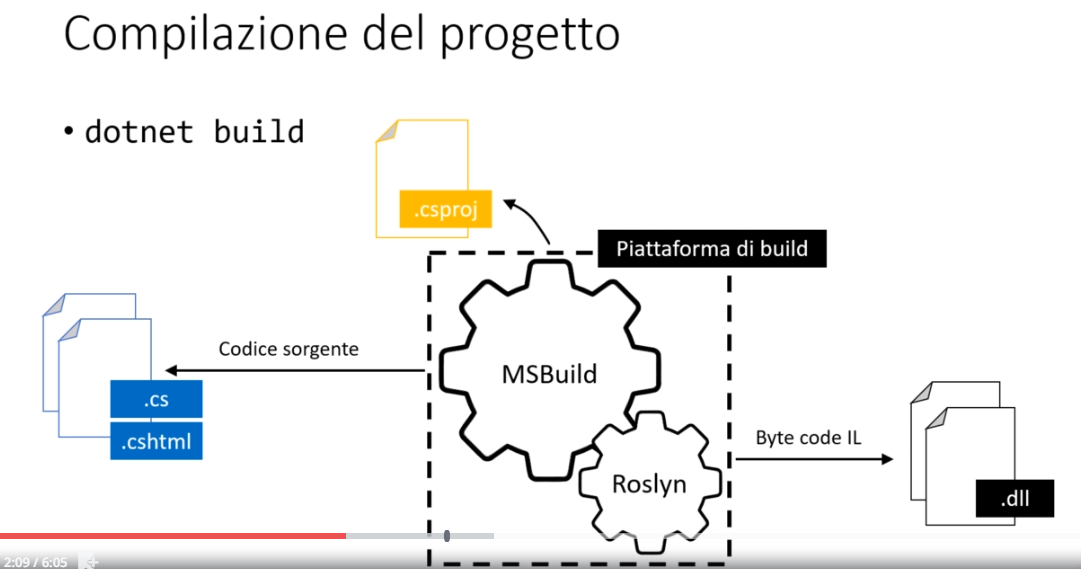 Compilazione del progetto
• dotnet build
.csproj
Piattaforma di build
Codice sorgente
MSBuild
.cs
.cshtml
Byte code IL
Roslyn
.dll
2:09 / 6:05